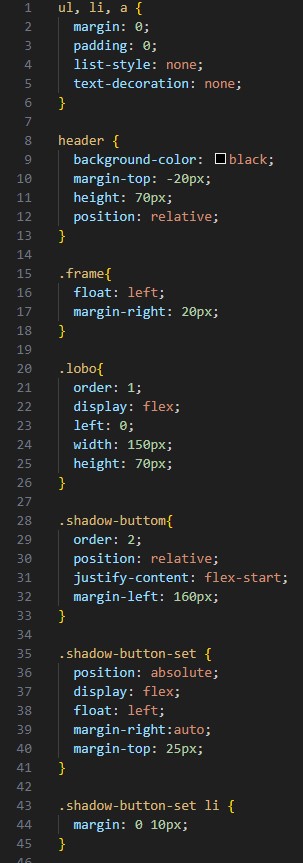 1 ul, li, a {
2 margin: 0;
3 padding: 0;
4 list-style: none;
5 text-decoration: none;
6 }
7
8 header {
9 background-color: black;
10 margin-top: -20px;
11 height: 70px;
12 position: relative;
13 }
14
15 .frame{
16 float: left;
17 margin-right: 20px;
18 }
19
20 .lobo{
21 order: 1;
22 display: flex;
23 left: 0;
24 width: 150px;
25 height: 70px;
26 }
27
28 .shadow-buttom{
29 order: 2;
30 position: relative;
31 justify-content: flex-start;
32 margin-left: 160px;
33 }
34
35 .shadow-button-set {
36 position: absolute;
37 display: flex;
38 float: left;
39 margin-right:auto;
40 margin-top: 25px;
41 }
42
43 .shadow-button-set li {
44 margin: 0 10px;
45 }